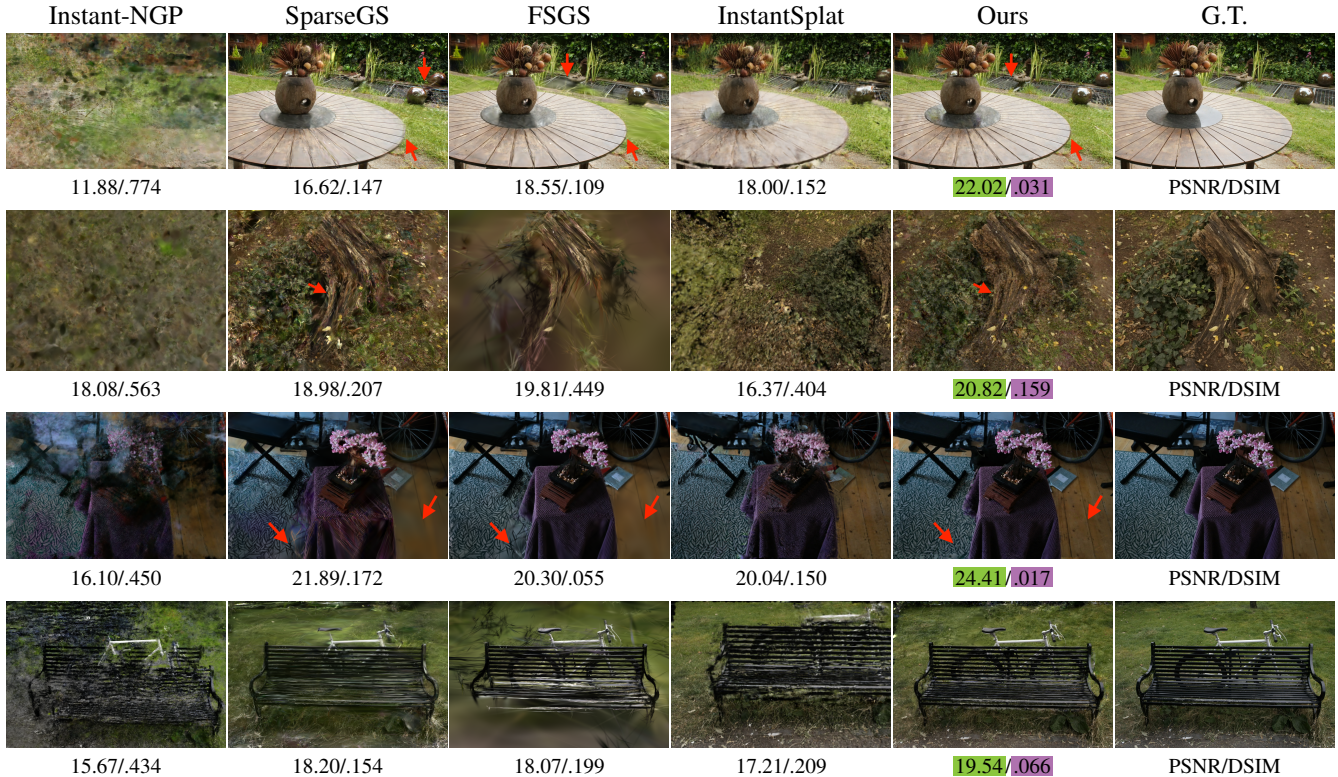 Instant-NGP SparseGS FSGS InstantSplat Ours G.T.
11.88/.774 16.62/.147 18.55/.109 18.00/.152 22.02/.031 PSNR/DSIM
18.08/.563 18.98/.207 19.81/.449 16.37/.404 20.82/.159 PSNR/DSIM
16.10/.450 21.89/.172 20.30/.055 20.04/.150 24.41/.017 PSNR/DSIM
15.67/.434 18.20/.154 18.07/.199 17.21/.209 19.54/.066 PSNR/DSIM